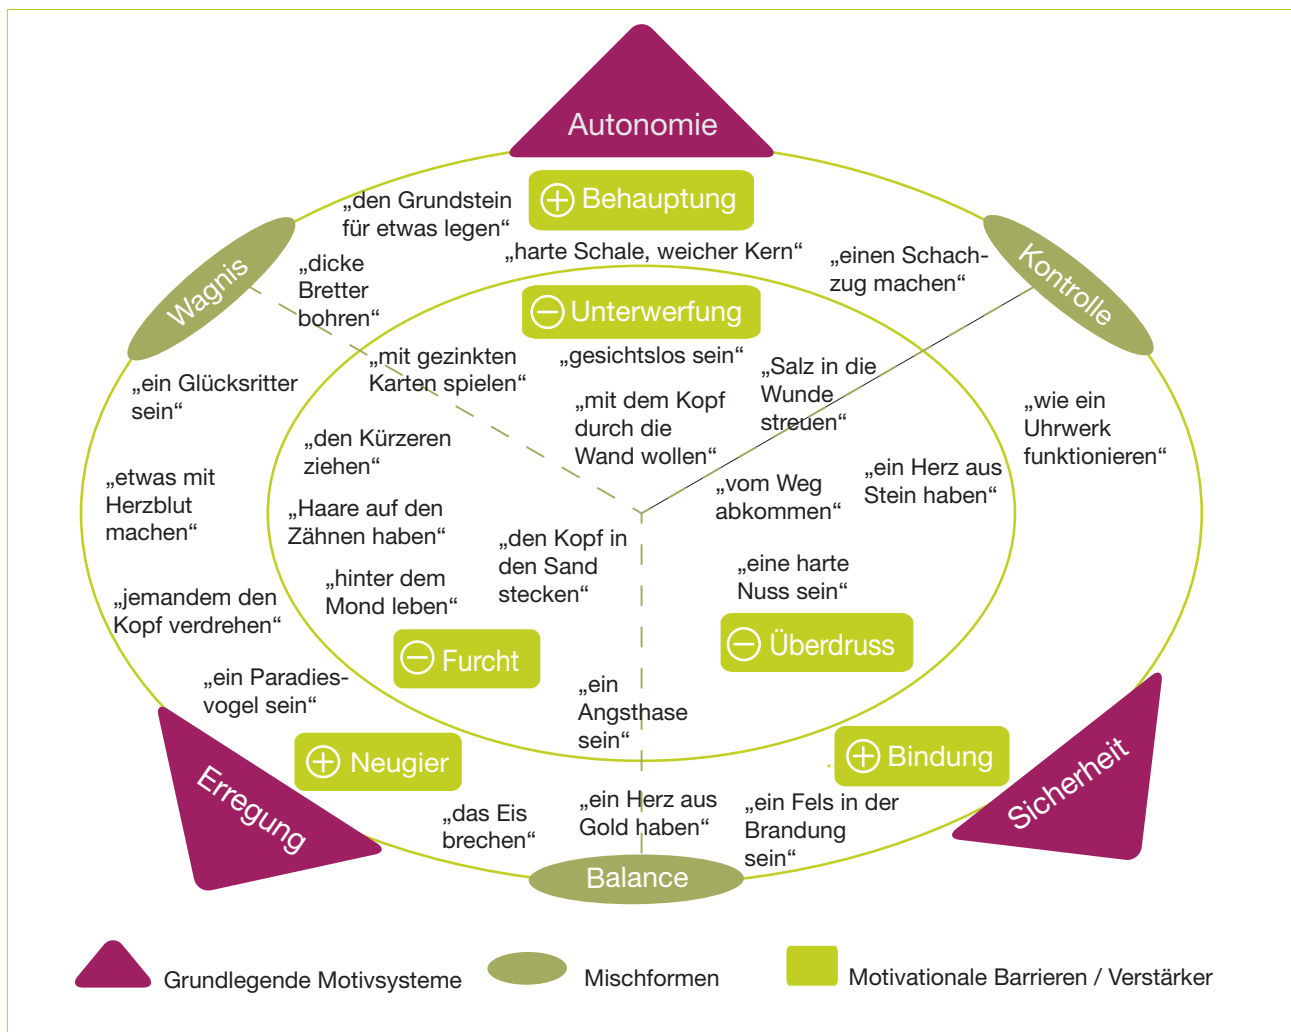 Autonomie
+ Behauptung
„den Grundstein
für etwas legen“
„harte Schale, weicher Kern“
Wagnis
„dicke
Bretter
bohren“
„einen Schach-
zug machen“
Kontrolle
− Unterwerfung
„gesichtslos sein“
„mit gezinkten
Karten spielen“
„Salz in die
Wunde
streuen“
„ein Glücksritter
sein“
„mit dem Kopf
durch die
Wand wollen“
„wie ein
Uhrwerk
funktionieren“
„den Kürzeren
ziehen“
„etwas mit
Herzblut
machen“
„vom Weg
abkommen“
„ein Herz aus
Stein haben“
„Haare auf den
Zähnen haben“
„den Kopf in
den Sand
stecken“
„eine harte
Nuss sein“
„hinter dem
Mond leben“
„jemandem den
Kopf verdrehen“
− Furcht
− Überdruss
„ein Paradies-
vogel sein“
„ein
Angsthase
sein“
+ Neugier
+ Bindung
Erregung
Sicherheit
„das Eis
brechen“
„ein Herz aus
Gold haben“
„ein Fels in der
Brandung
sein“
Balance
Grundlegende Motivsysteme
Mischformen
Motivationale Barrieren / Verstärker